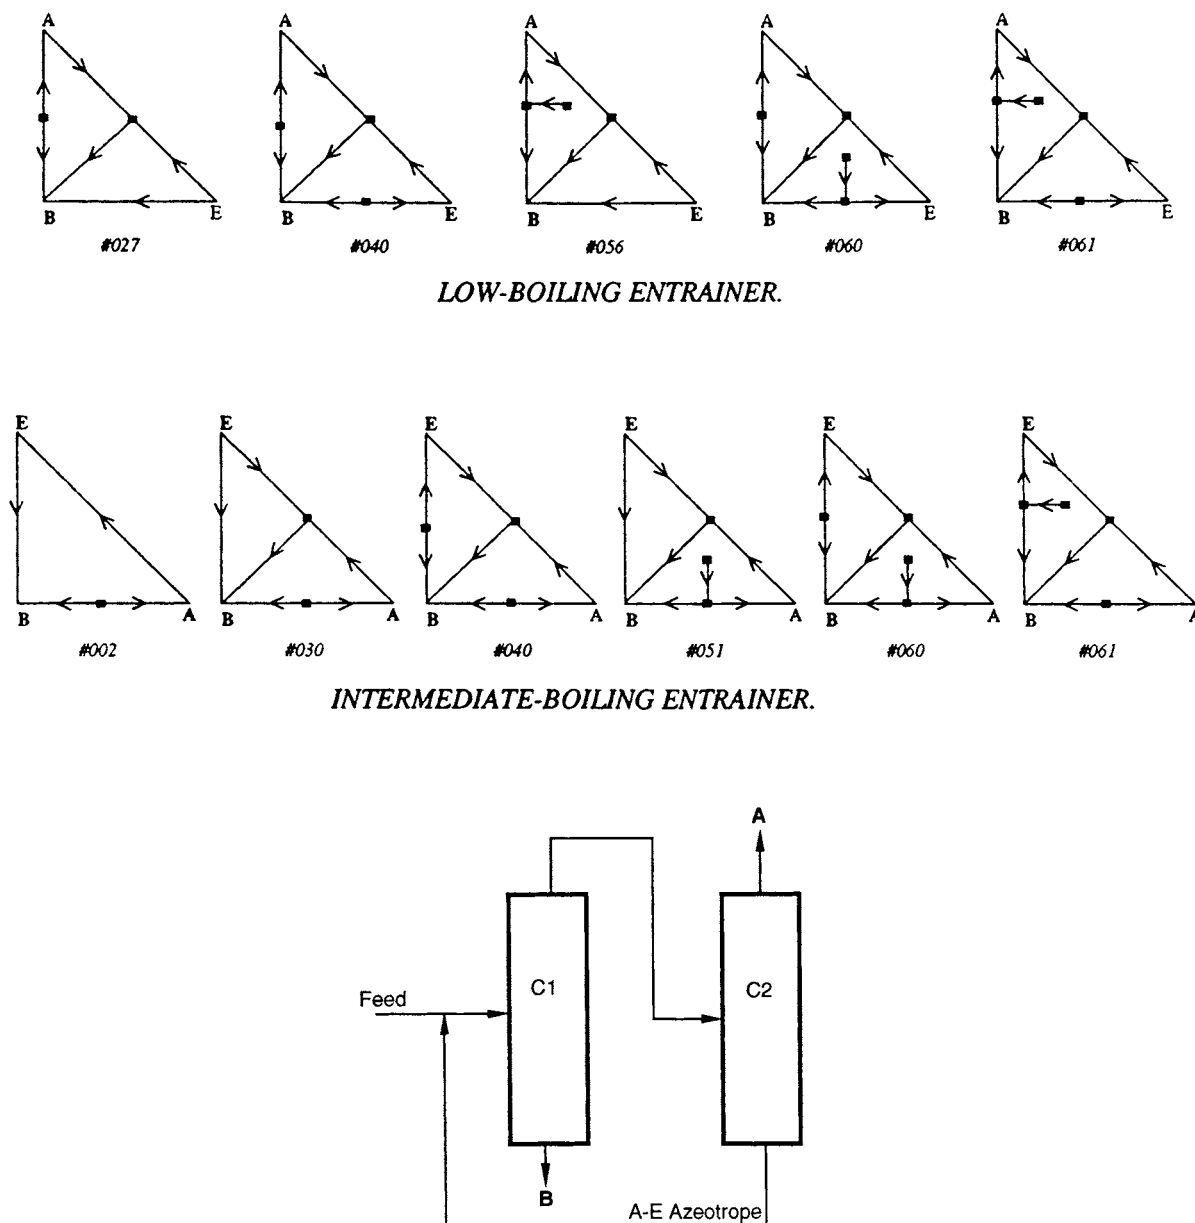 A A A A A
B E B E B E B E B E
#027 #040 #056 #060 #061
LOW-BOILING ENTRAINER.
E E E E E E
B A B A B A B A B A B A
#002 #030 #040 #051 #060 #061
INTERMEDIATE-BOILING ENTRAINER.
A
C1 C2
Feed
B
A-E Azeotrope